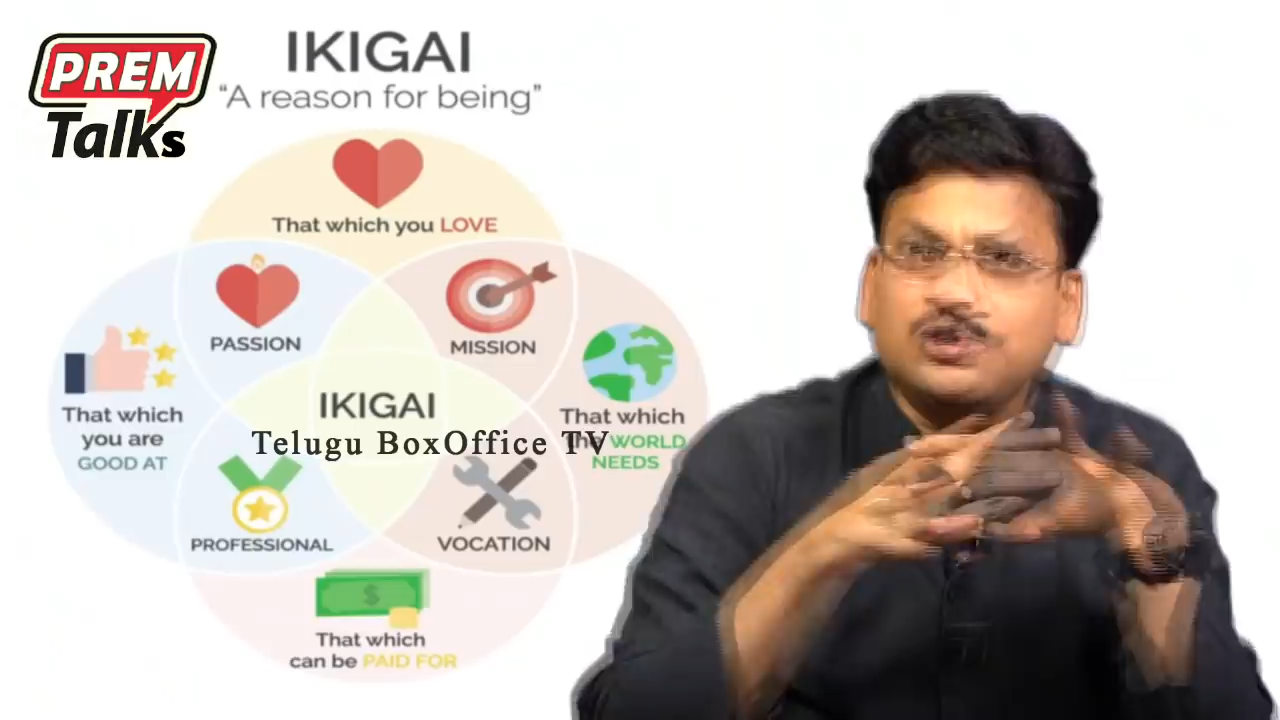 PREM
Talks
IKIGAI
“A reason for being”
That which you LOVE
PASSION
MISSION
That which
you are
GOOD AT
IKIGAI
That which
the WORLD
NEEDS
Telugu BoxOffice TV
PROFESSIONAL
VOCATION
That which
can be PAID FOR